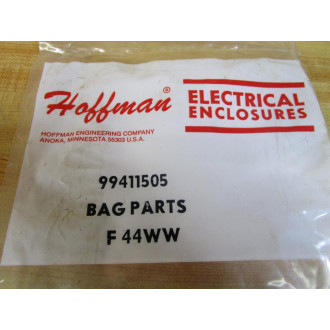 Hoffman®
ELECTRICAL
ENCLOSURES
HOFFMAN ENGINEERING COMPANY
ANOKA, MINNESOTA 55303 U.S.A.
99411505
BAG PARTS
F 44WW